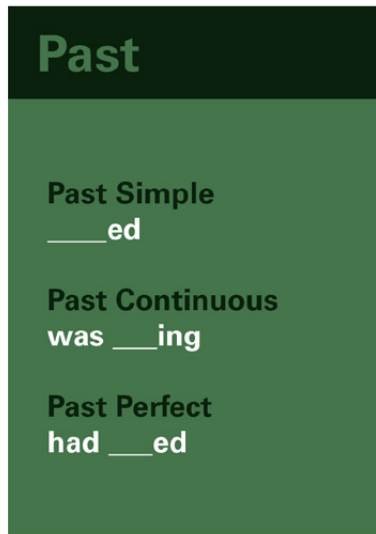 Past
Past Simple
____ed
Past Continuous
was ___ing
Past Perfect
had ___ed